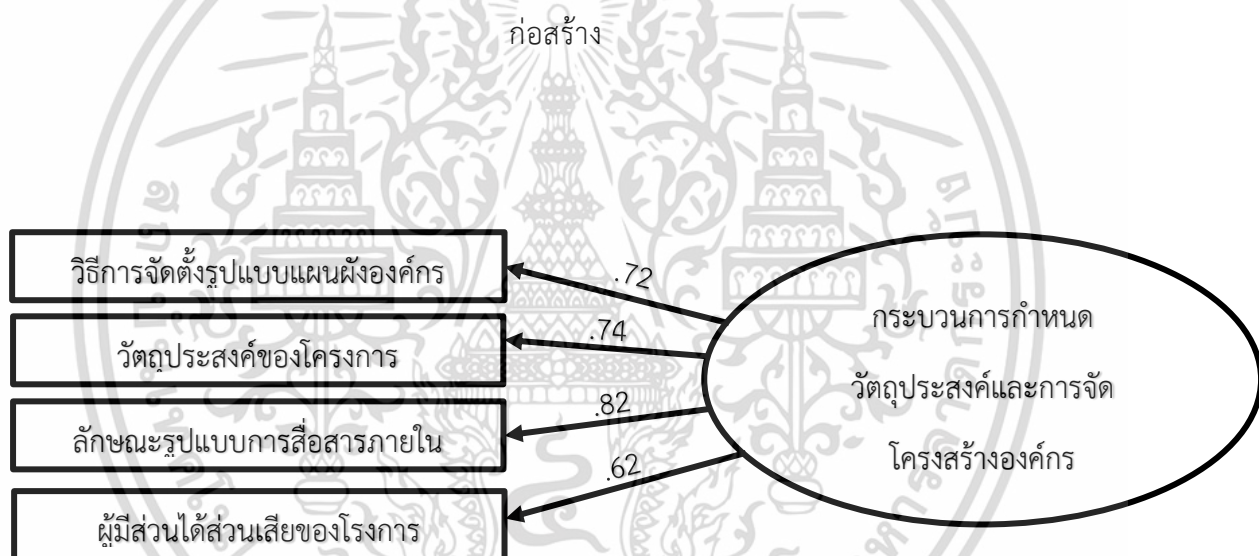 ก่อสร้าง
วิธีการจัดตั้งรูปแบบแผนผังองค์กร
.72
วัตถุประสงค์ของโครงการ
.74
ลักษณะรูปแบบการสื่อสารภายใน
.82
ผู้มีส่วนได้ส่วนเสียของโรงการ
.62
กระบวนการกำหนด
วัตถุประสงค์และการจัด
โครงสร้างองค์กร